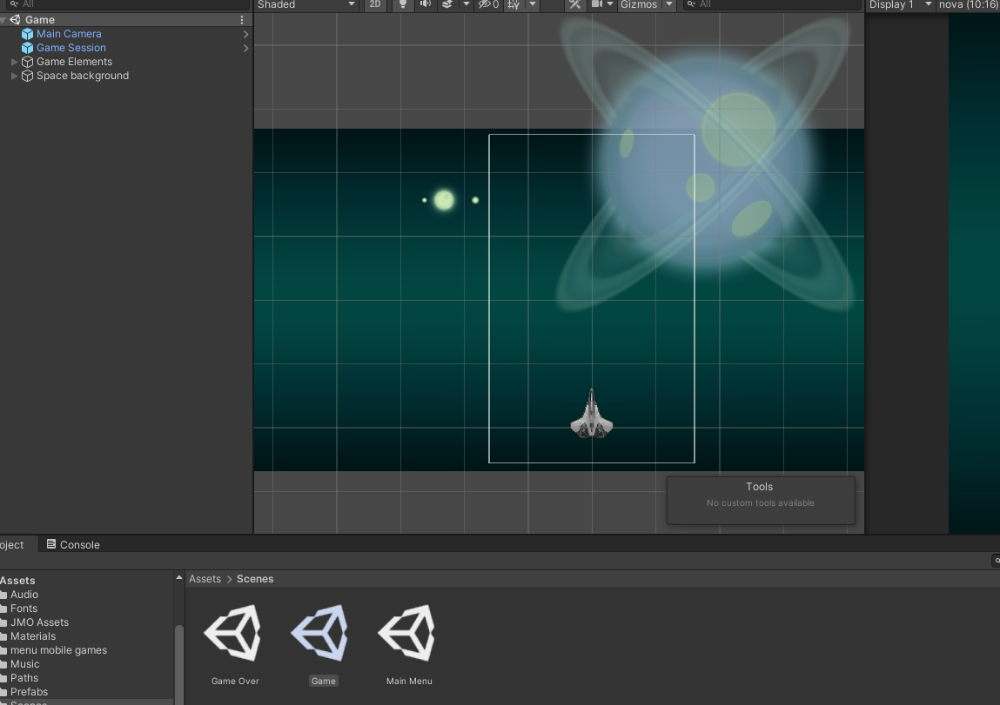 All
Shaded
2D
0
Gizmos
All
Display 1
nova (10:16)
Game
Main Camera
Game Session
Game Elements
Space background
Tools
No custom tools available
oject
Console
Assets
Audio
Fonts
JMO Assets
Materials
menu mobile games
Music
Paths
Prefabs
Scenes
Assets > Scenes
Game Over
Game
Main Menu